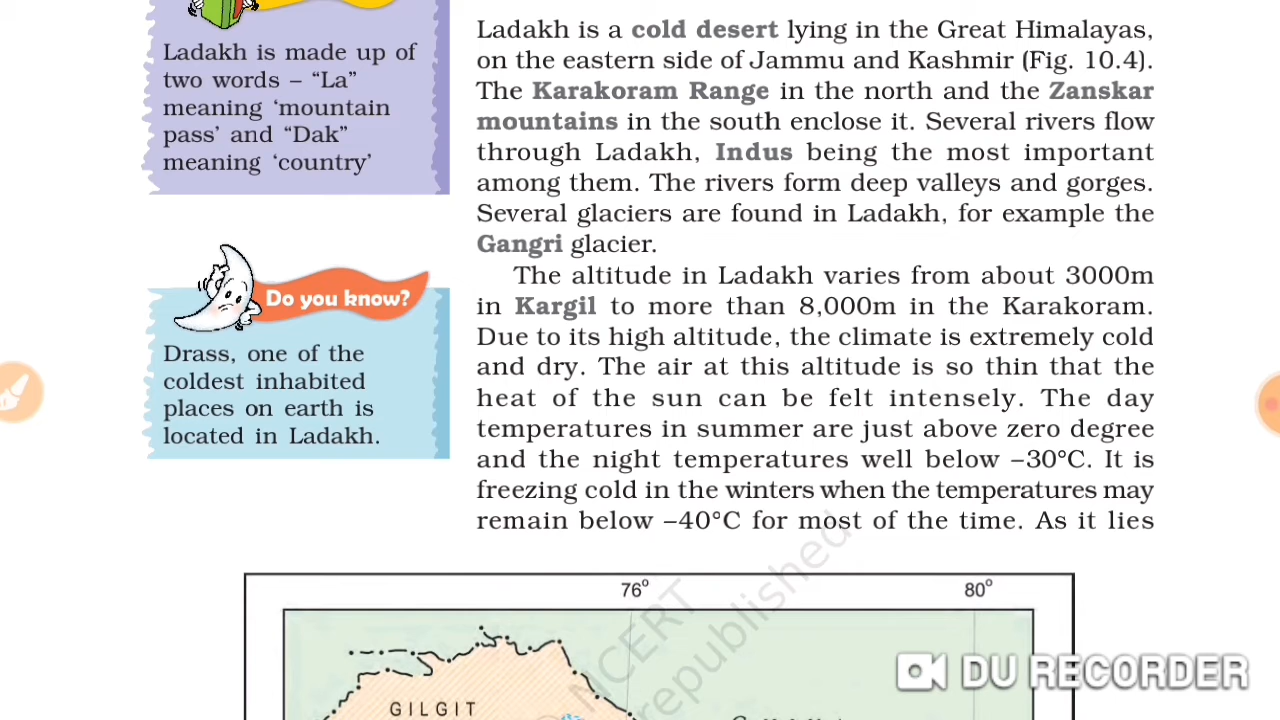 Ladakh is made up of
two words – “La”
meaning ‘mountain
pass’ and “Dak”
meaning ‘country’
Do you know?
Drass, one of the
coldest inhabited
places on earth is
located in Ladakh.
Ladakh is a cold desert lying in the Great Himalayas,
on the eastern side of Jammu and Kashmir (Fig. 10.4).
The Karakoram Range in the north and the Zanskar
mountains in the south enclose it. Several rivers flow
through Ladakh, Indus being the most important
among them. The rivers form deep valleys and gorges.
Several glaciers are found in Ladakh, for example the
Gangri glacier.
The altitude in Ladakh varies from about 3000m
in Kargil to more than 8,000m in the Karakoram.
Due to its high altitude, the climate is extremely cold
and dry. The air at this altitude is so thin that the
heat of the sun can be felt intensely. The day
temperatures in summer are just above zero degree
and the night temperatures well below –30°C. It is
freezing cold in the winters when the temperatures may
remain below –40°C for most of the time. As it lies
76° 80°
GILGIT
NCERT
republished
DU RECORDER